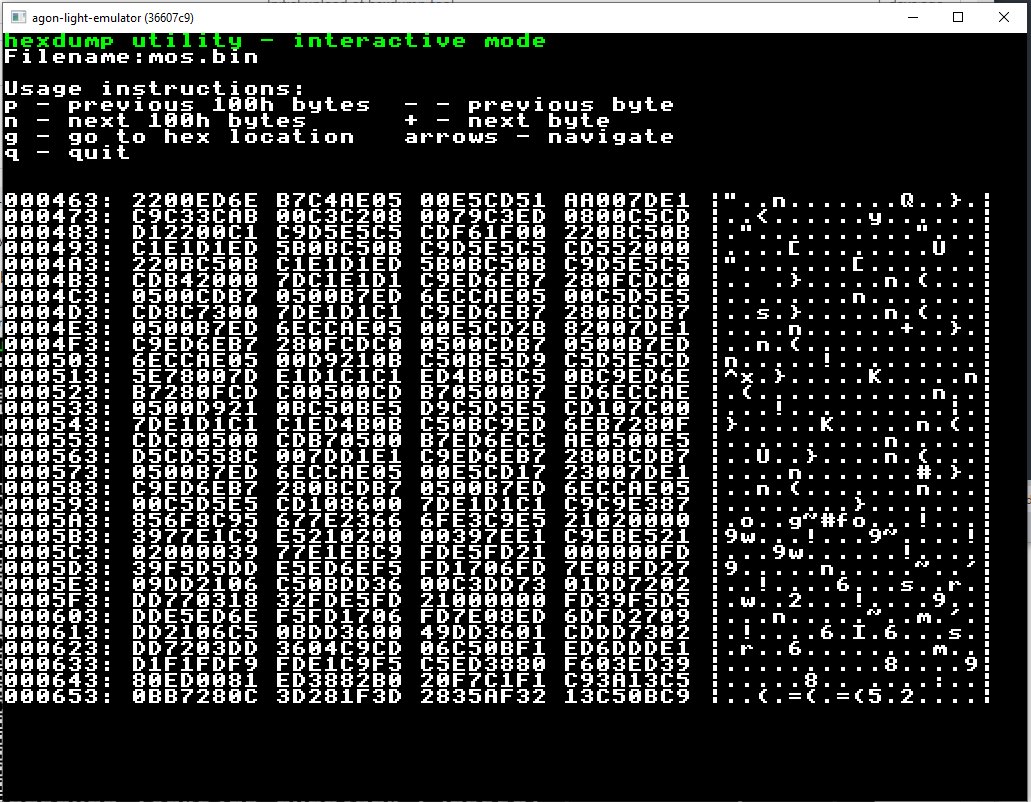 agon-light-emulator (36607c9)
hexdump utility - interactive mode
Filename:mos.bin
Usage instructions:
p - previous 100h bytes  - - previous byte
n - next 100h bytes      + - next byte
g - go to hex location   arrows - navigate
q - quit
000463: 2200ED6E B7C4AE05 00E5CD51 AA007DE1 |"..n.......Q..}.|
000473: C9C33CAB 00C3C208 0079C3ED 0800C5CD |..<......y......|
000483: D12200C1 C9D5E5C5 CDF61F00 220BC50B |."..........."...|
000493: C1E1D1ED 5B0BC50B C9D5E5C5 CD552000 |....[........U .|
0004A3: 220BC50B C1E1D1ED 5B0BC50B C9D5E5C5 |".......[.......|
0004B3: CDB42000 7DC1E1D1 C9ED6EB7 280FCDC0 |.. .}.....n.(...|
0004C3: 0500CDB7 0500B7ED 6ECCAE05 00C5D5E5 |........n.......|
0004D3: CD8C7300 7DE1D1C1 C9ED6EB7 280BCDB7 |..s.}.....n.(...|
0004E3: 0500B7ED 6ECCAE05 00E5CD2B 82007DE1 |....n......+..}.|
0004F3: C9ED6EB7 280FCDC0 0500CDB7 0500B7ED |..n.(...........|
000503: 6ECCAE05 00D9210B C50BE5D9 C5D5E5CD |n.....!.........|
000513: 5E78007D E1D1C1C1 ED4B0BC5 0BC9ED6E |^x.}.....K.....n|
000523: B7280FCD C00500CD B70500B7 ED6ECCAE |.(...........n..|
000533: 0500D921 0BC50BE5 D9C5D5E5 CD107C00 |...!..........|.|
000543: 7DE1D1C1 C1ED4B0B C50BC9ED 6EB7280F |}.....K.....n.(.|
000553: CDC00500 CDB70500 B7ED6ECC AE0500E5 |..........n.....|
000563: D5CD558C 007DD1E1 C9ED6EB7 280BCDB7 |..U..}....n.(...|
000573: 0500B7ED 6ECCAE05 00E5CD17 23007DE1 |....n.......#.}.|
000583: C9ED6EB7 280BCDB7 0500B7ED 6ECCAE05 |..n.(.......n...|
000593: 00C5D5E5 CD108600 7DE1D1C1 C9C9E387 |........}.......|
0005A3: 856F8C95 677E2366 6FE3C9E5 21020000 |.o..g~#fo...!...|
0005B3: 3977E1C9 E5210200 00397EE1 C9EBE521 |9w...!...9~....!|
0005C3: 02000039 77E1EBC9 FDE5FD21 000000FD |...9w......!....|
0005D3: 39F5D5DD E5ED6EF5 FD1706FD 7E08FD27 |9.....n.....~..'|
0005E3: 09DD2106 C50BDD36 00C3DD73 01DD7202 |..!....6...s..r.|
0005F3: DD770318 32FDE5FD 21000000 FD39F5D5 |.w..2...!....9..|
000603: DDE5ED6E F5FD1706 FD7E08ED 6DFD2709 |...n.....~..m.'.|
000613: DD2106C5 0BDD3600 49DD3601 CDDD7302 |.!....6.I.6...s.|
000623: DD7203DD 3604C9CD 06C50BF1 ED6DDDE1 |.r..6........m..|
000633: D1F1FDF9 FDE1C9F5 C5ED3880 F603ED39 |..........8....9|
000643: 80ED0081 ED3882B0 20F7C1F1 C93A13C5 |.....8.. ....:..|
000653: 0BB7280C 3D281F3D 2835AF32 13C50BC9 |..(.=(.=(5.2....|